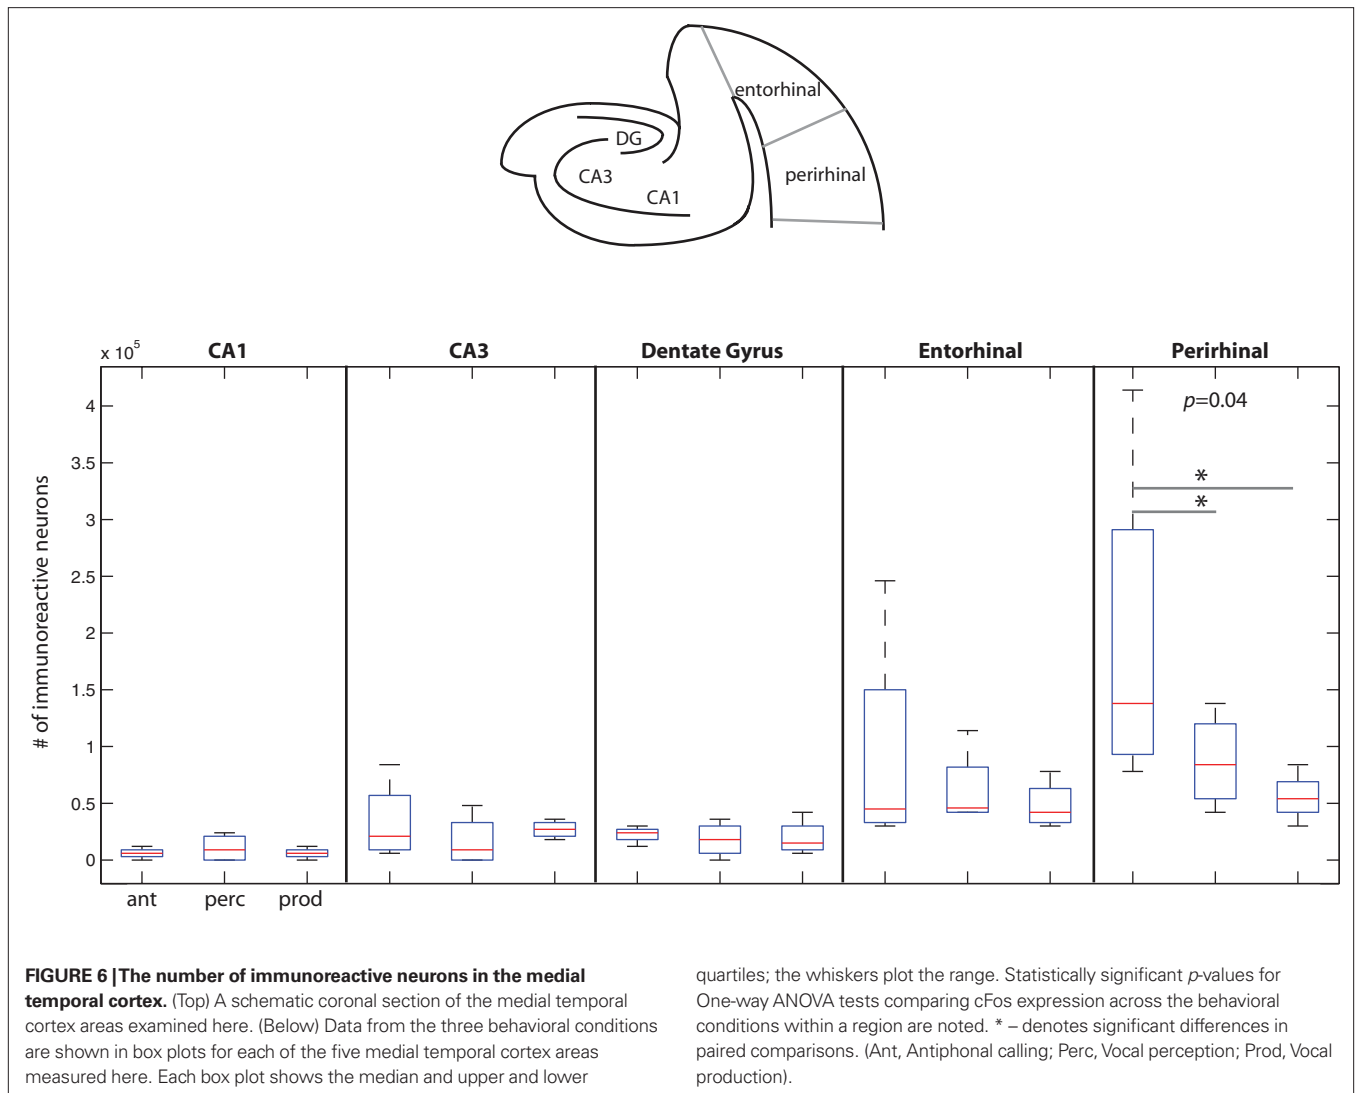 entorhinal
DG
CA3
perirhinal
CA1
x 10^5
CA1 CA3 Dentate Gyrus Entorhinal Perirhinal
# of immunoreactive neurons
4
3.5
3
2.5
2
1.5
1
0.5
0
p=0.04
*
*
ant perc prod
FIGURE 6 | The number of immunoreactive neurons in the medial
temporal cortex. (Top) A schematic coronal section of the medial temporal
cortex areas examined here. (Below) Data from the three behavioral conditions
are shown in box plots for each of the five medial temporal cortex areas
measured here. Each box plot shows the median and upper and lower
quartiles; the whiskers plot the range. Statistically significant p-values for
One-way ANOVA tests comparing cFos expression across the behavioral
conditions within a region are noted. * – denotes significant differences in
paired comparisons. (Ant, Antiphonal calling; Perc, Vocal perception; Prod, Vocal
production).